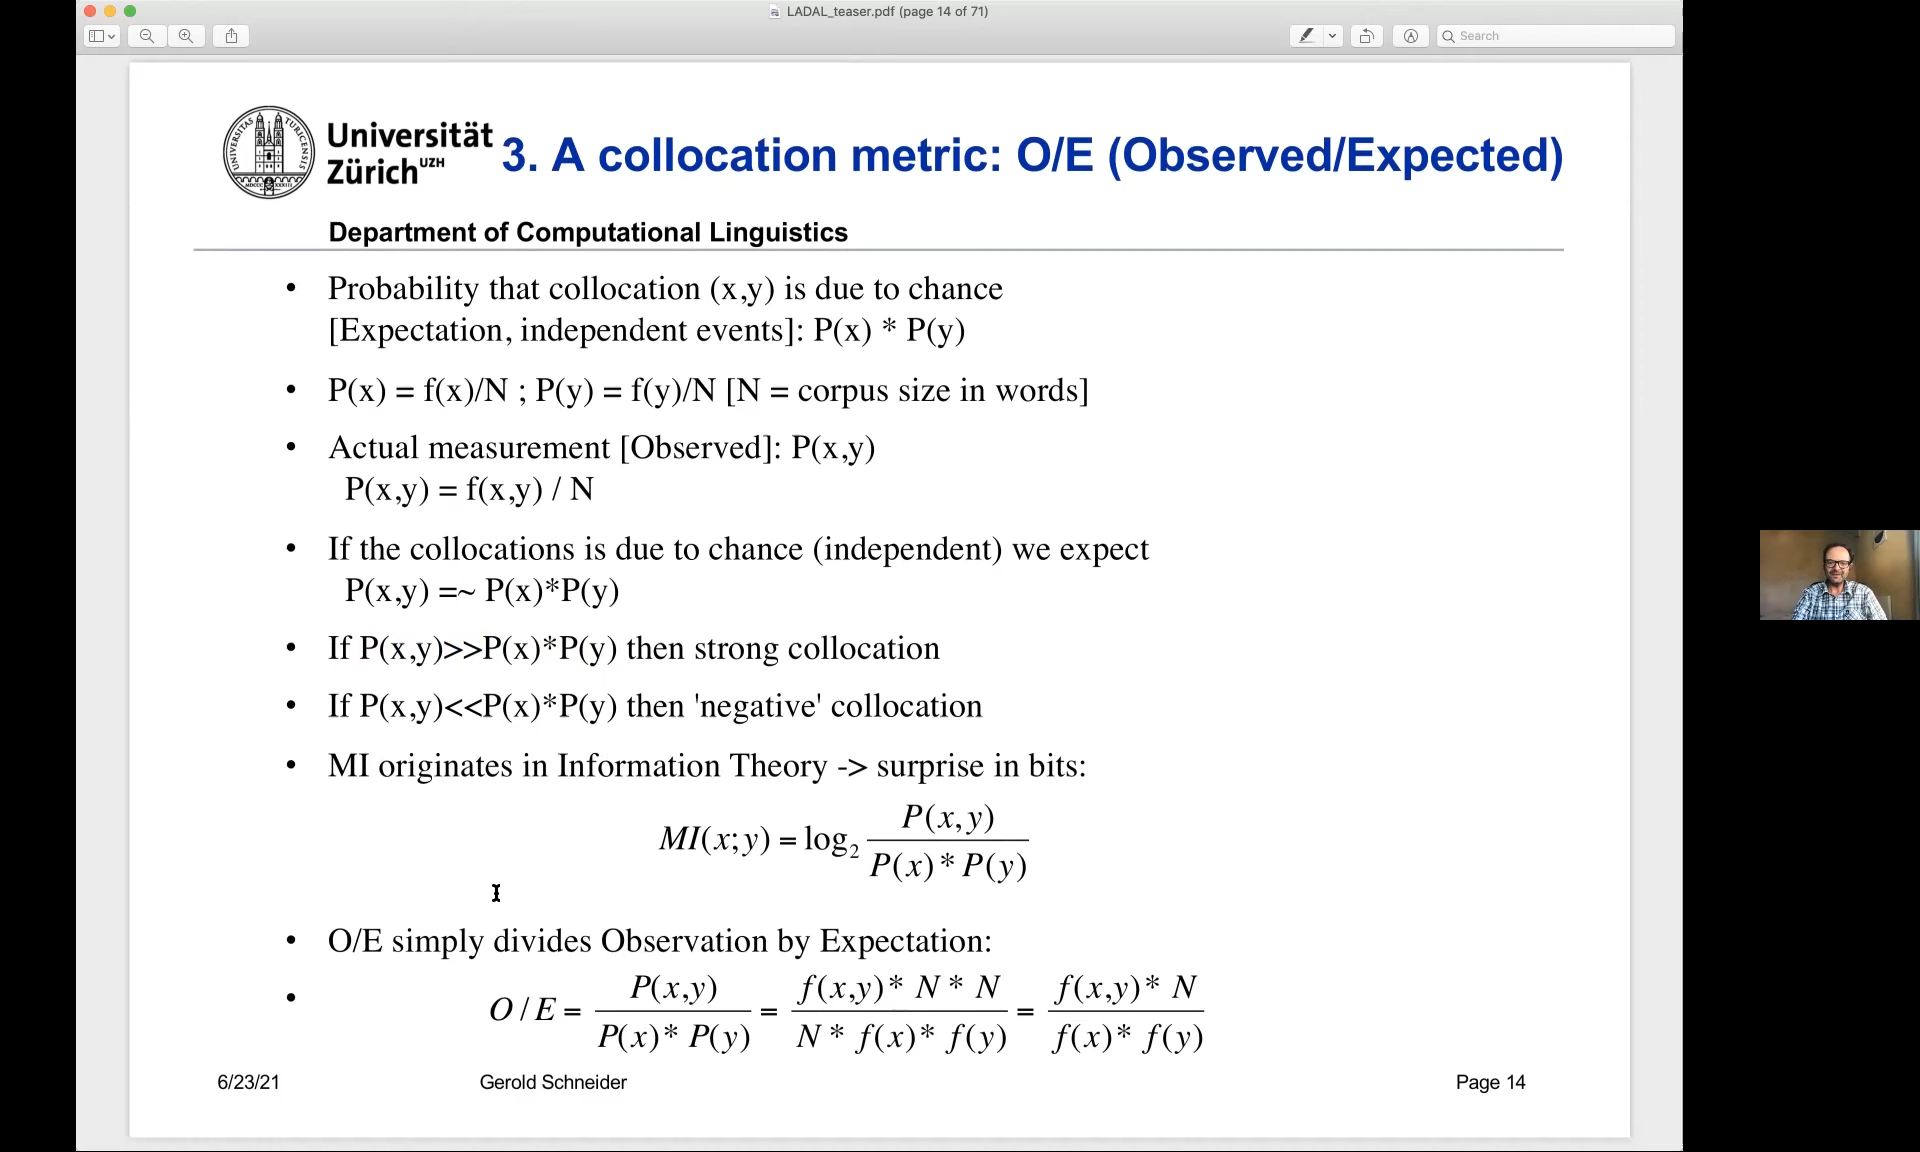 LADAL_teaser.pdf (page 14 of 71)
Search
UNIVERSITAS TURICENSIS
MDCCC XXXIII
Universität
Zürich UZH
3. A collocation metric: O/E (Observed/Expected)
Department of Computational Linguistics
• Probability that collocation (x,y) is due to chance
[Expectation, independent events]: P(x) * P(y)
• P(x) = f(x)/N ; P(y) = f(y)/N [N = corpus size in words]
• Actual measurement [Observed]: P(x,y)
P(x,y) = f(x,y) / N
• If the collocations is due to chance (independent) we expect
P(x,y) =~ P(x)*P(y)
• If P(x,y)>>P(x)*P(y) then strong collocation
• If P(x,y)<<P(x)*P(y) then 'negative' collocation
• MI originates in Information Theory -> surprise in bits:
MI(x;y) = log₂ P(x,y) / P(x)*P(y)
• O/E simply divides Observation by Expectation:
• O/E = P(x,y) / P(x)* P(y) = f(x,y)* N * N / N * f(x)* f(y) = f(x,y)* N / f(x)* f(y)
6/23/21 Gerold Schneider Page 14